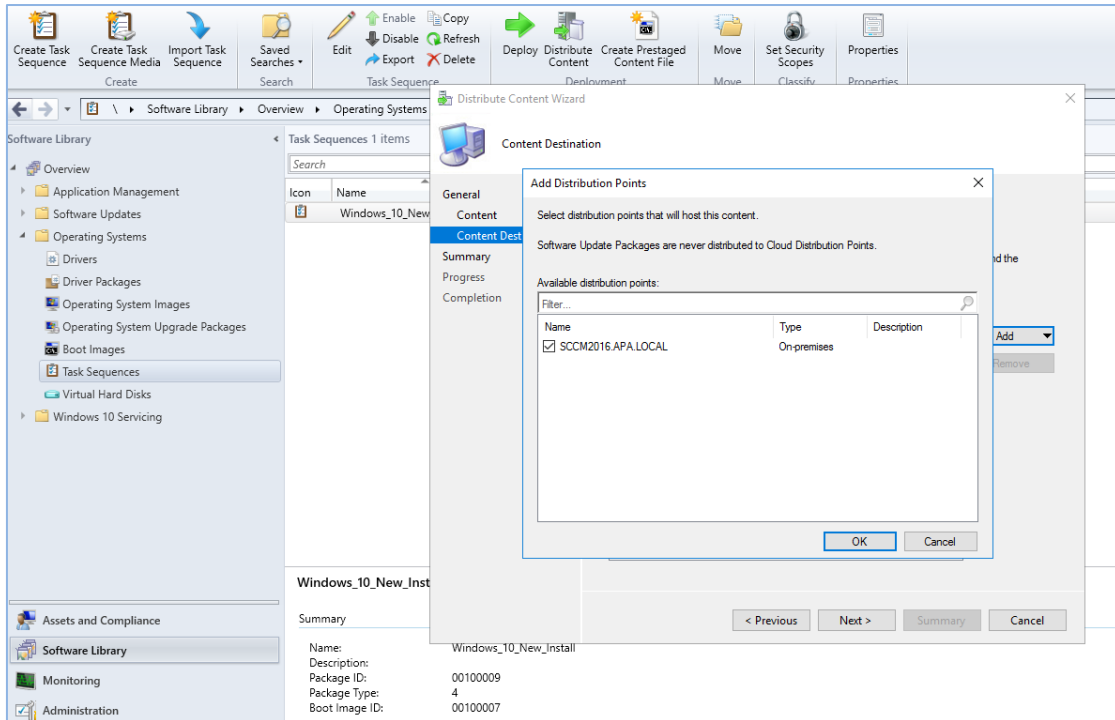 Create Task Sequence
Create Task Sequence Media
Import Task Sequence
Saved Searches
Edit
Enable
Disable
Export
Copy
Refresh
Delete
Deploy
Distribute Content
Create Prestaged Content File
Move
Set Security Scopes
Properties
Create
Search
Task Sequence
Deployment
Move
Classify
Properties
\ Software Library Overview Operating Systems
Software Library
Overview
Application Management
Software Updates
Operating Systems
Drivers
Driver Packages
Operating System Images
Operating System Upgrade Packages
Boot Images
Task Sequences
Virtual Hard Disks
Windows 10 Servicing
Assets and Compliance
Software Library
Monitoring
Administration
Task Sequences 1 items
Search
Icon Name
Windows_10_New
Distribute Content Wizard
Content Destination
General
Content
Content Dest
Summary
Progress
Completion
nd the
Add
Remove
Add Distribution Points
Select distribution points that will host this content.
Software Update Packages are never distributed to Cloud Distribution Points.
Available distribution points:
Filter...
Name Type Description
SCCM2016.APA.LOCAL On-premises
OK Cancel
< Previous Next > Summary Cancel
Windows_10_New_Inst
Summary
Name: Windows_10_New_Install
Description:
Package ID: 00100009
Package Type: 4
Boot Image ID: 00100007